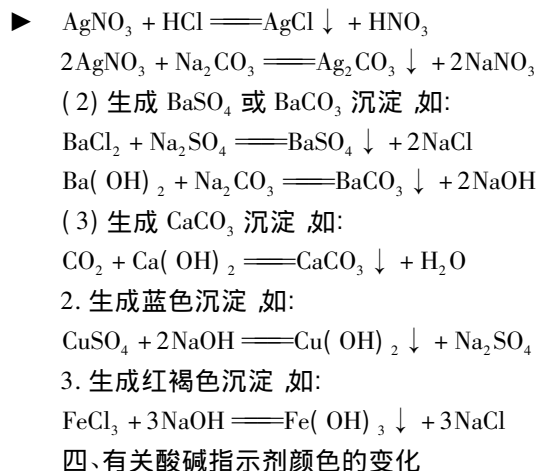 ▶ AgNO₃ + HCl══AgCl↓ + HNO₃
2AgNO₃ + Na₂CO₃══Ag₂CO₃↓ + 2NaNO₃
(2) 生成 BaSO₄ 或 BaCO₃ 沉淀,如:
BaCl₂ + Na₂SO₄══BaSO₄↓ + 2NaCl
Ba(OH)₂ + Na₂CO₃══BaCO₃↓ + 2NaOH
(3) 生成 CaCO₃ 沉淀,如:
CO₂ + Ca(OH)₂══CaCO₃↓ + H₂O
2. 生成蓝色沉淀,如:
CuSO₄ + 2NaOH══Cu(OH)₂↓ + Na₂SO₄
3. 生成红褐色沉淀,如:
FeCl₃ + 3NaOH══Fe(OH)₃↓ + 3NaCl
四、有关酸碱指示剂颜色的变化